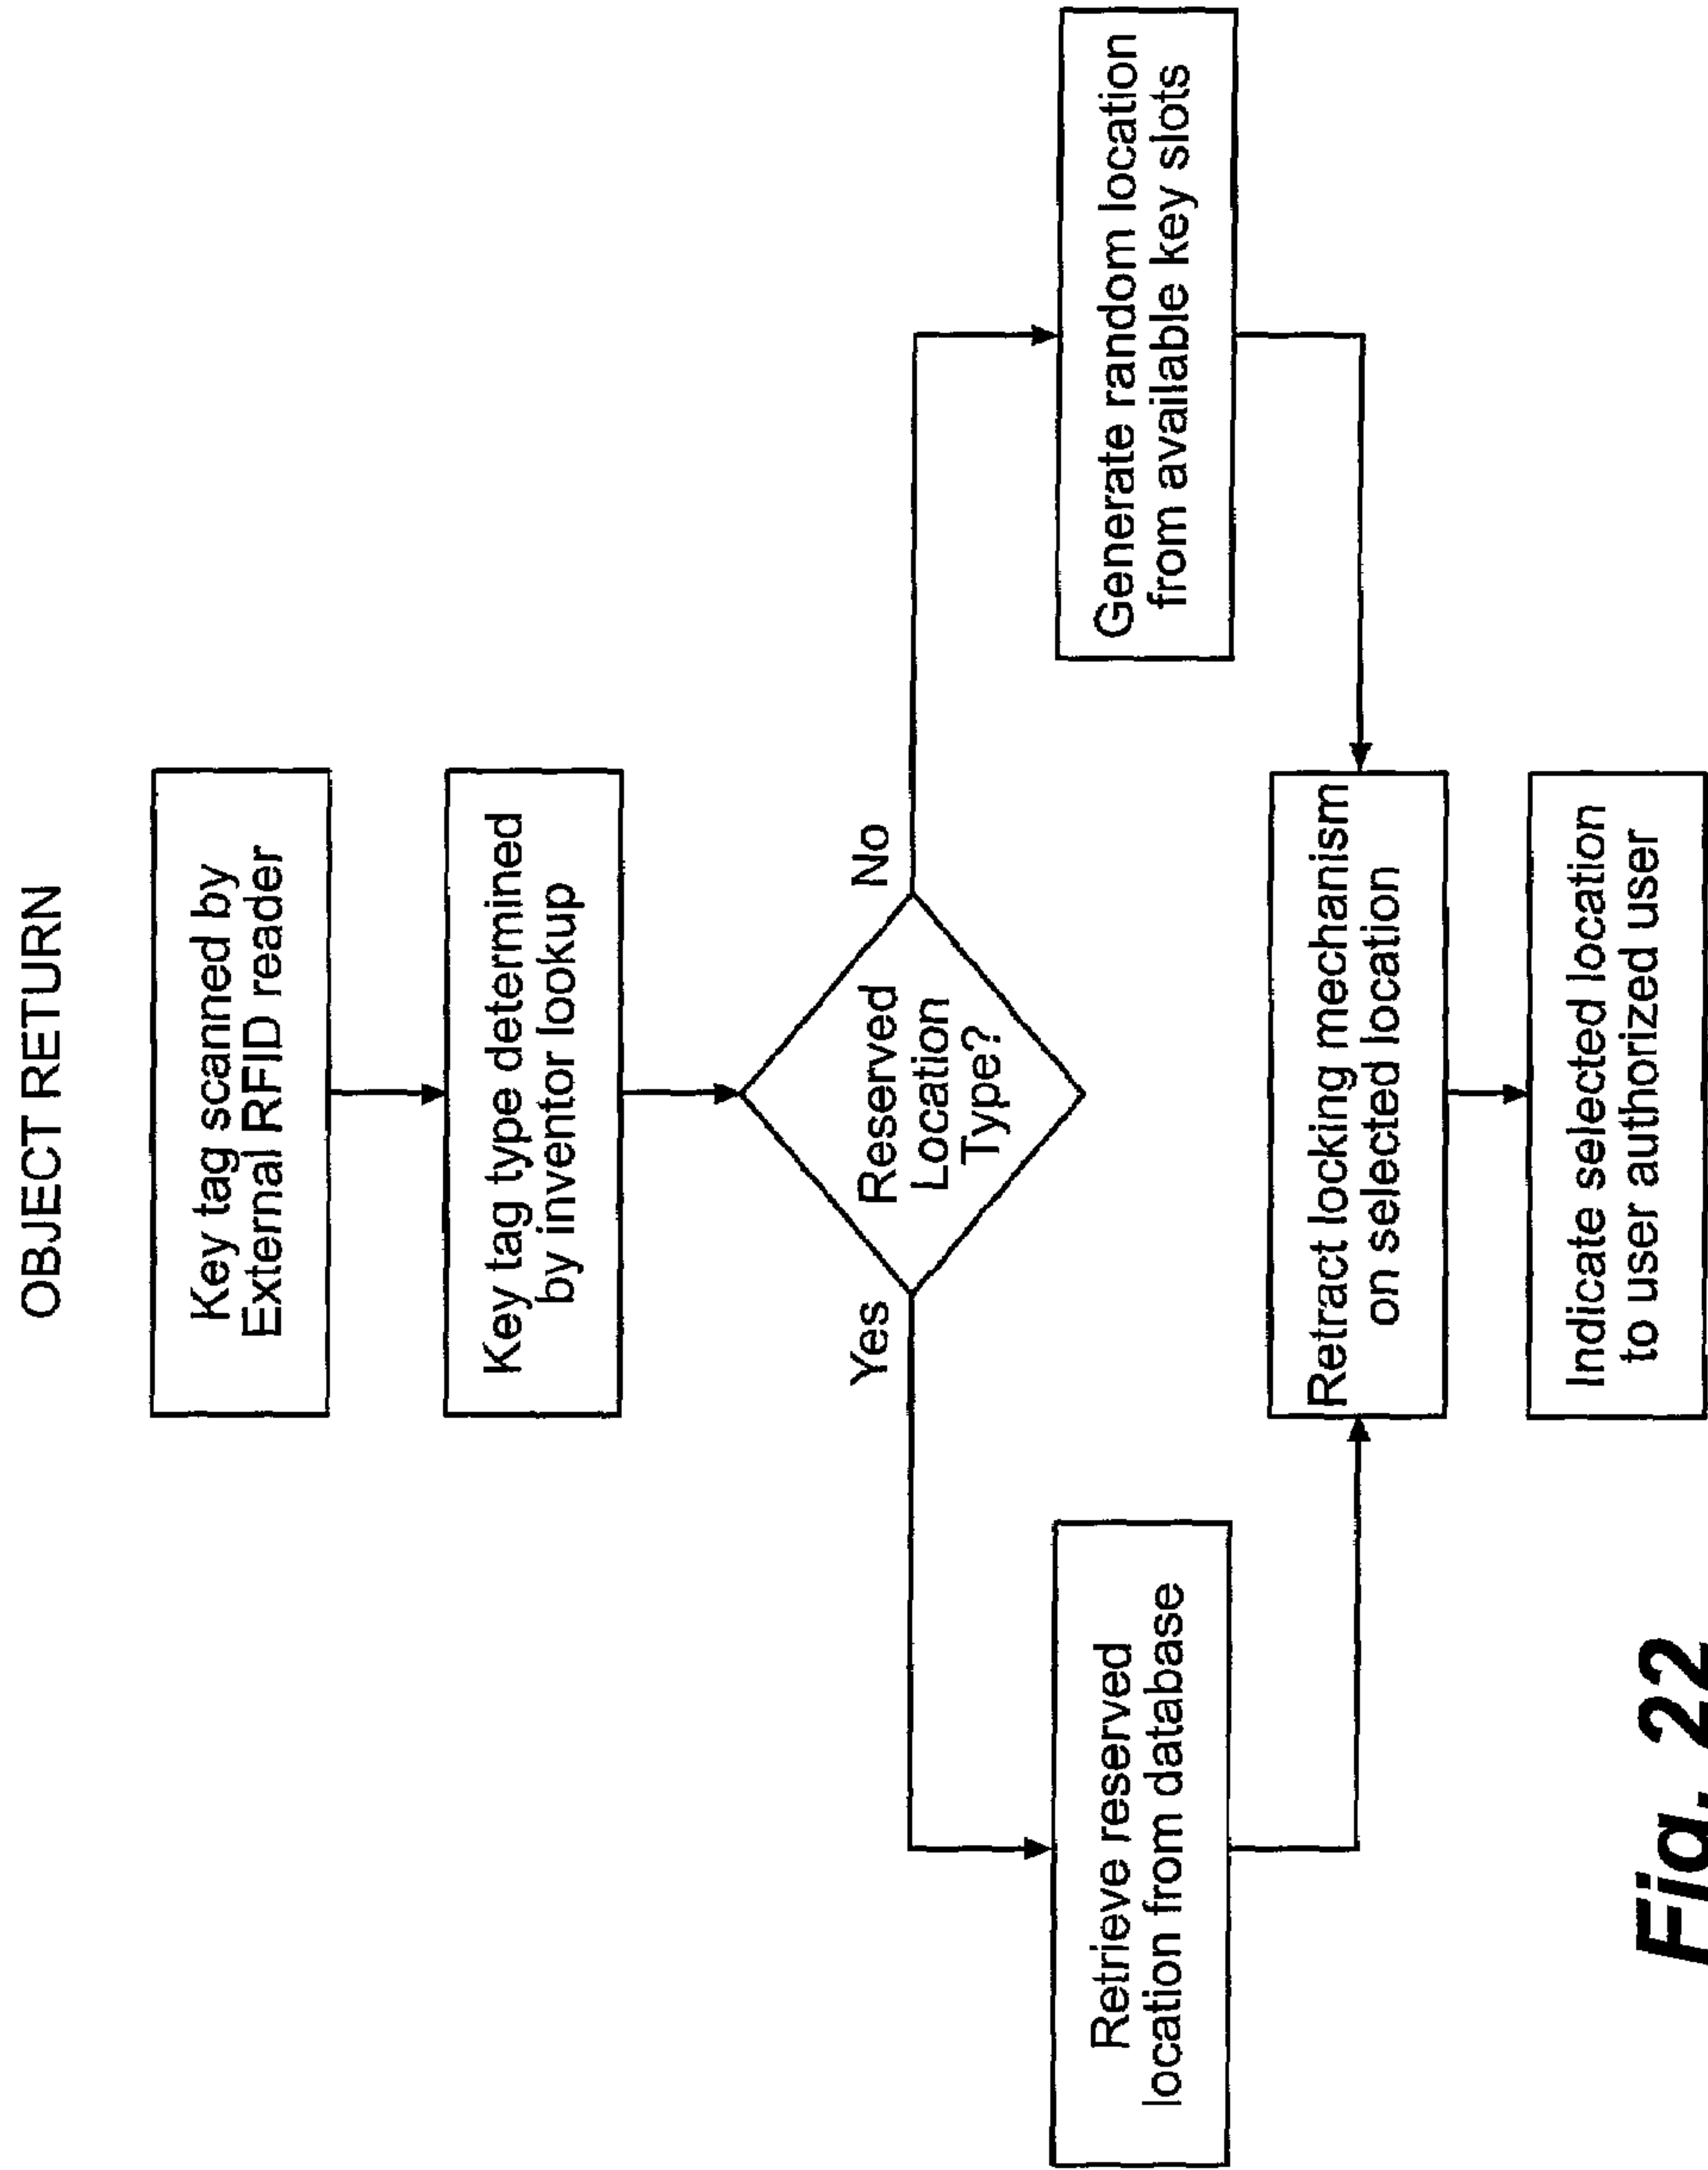 OBJECT RETURN
Key tag scanned by
External RFID reader
Key tag type determined
by inventor lookup
Reserved
Location
Type?
Yes
No
Retrieve reserved
location from database
Generate random location
from available key slots
Retract locking mechanism
on selected location
Indicate selected location
to user authorized user
Fig. 22